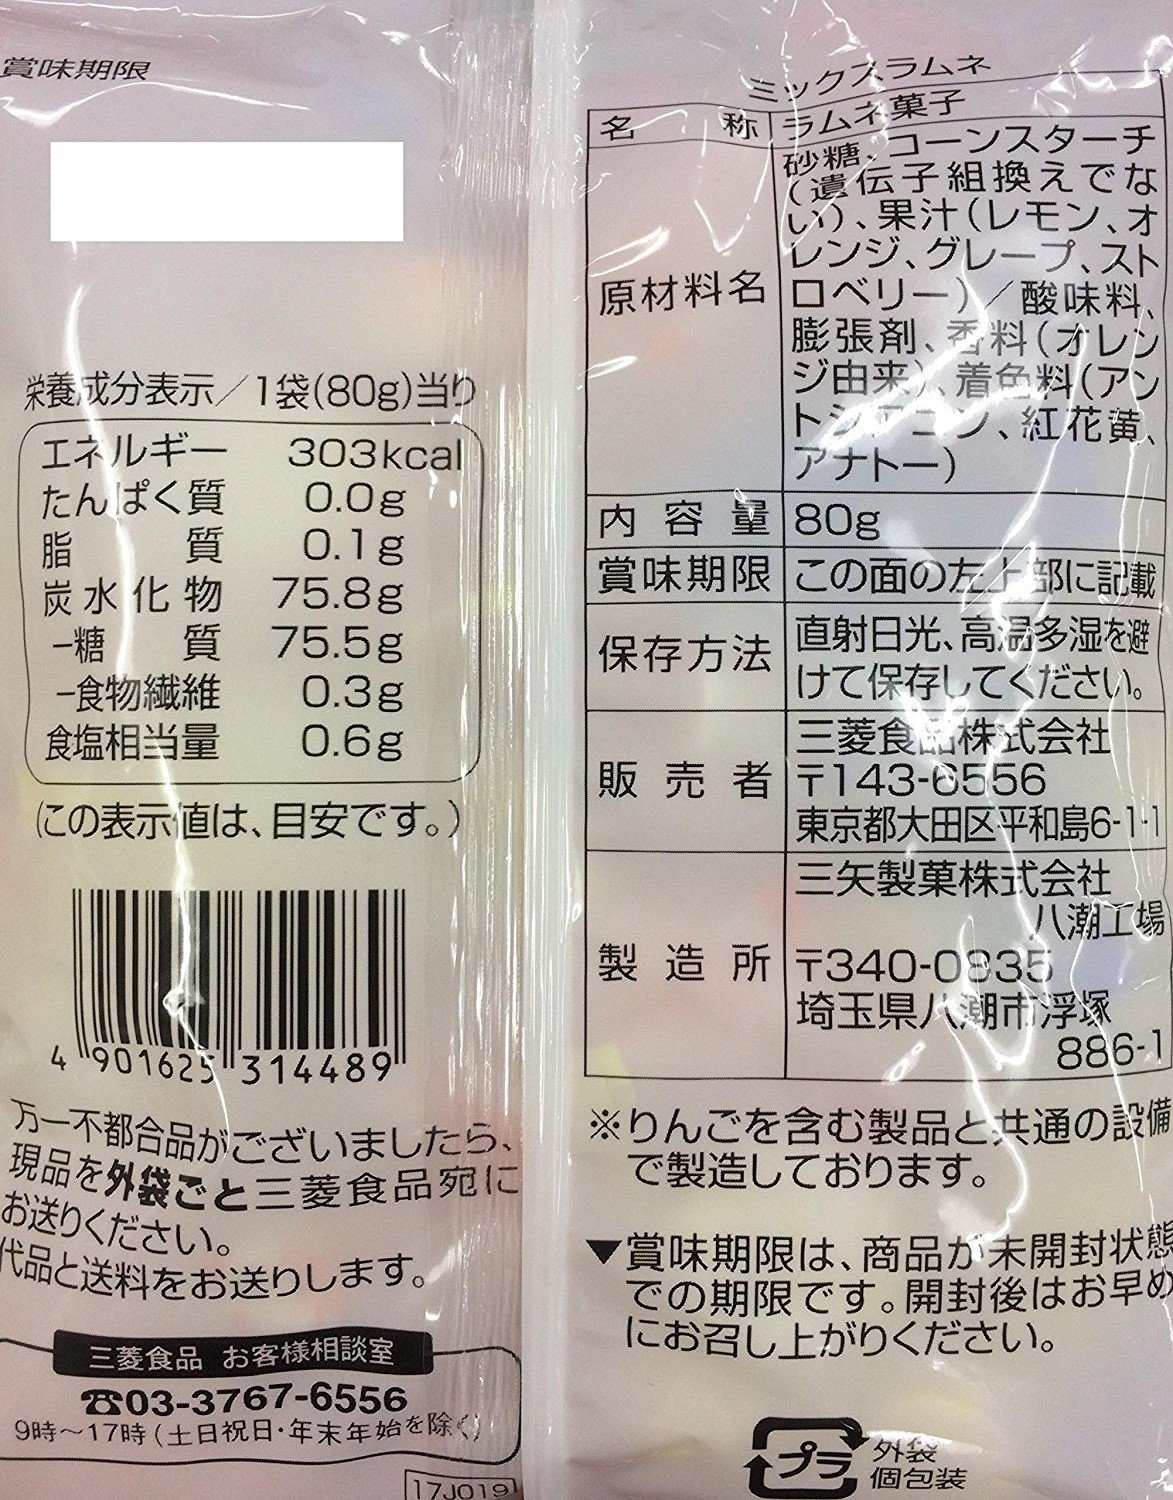 賞味期限
栄養成分表示／1袋(80g)当り
エネルギー 303kcal
たんぱく質 0.0g
脂質 0.1g
炭水化物 75.8g
−糖質 75.5g
−食物繊維 0.3g
食塩相当量 0.6g
(この表示値は、目安です。)
4 901625 314489
万一不都合品がございましたら、
現品を外袋ごと三菱食品宛に
お送りください。
代品と送料をお送りします。
三菱食品 お客様相談室
☎03-3767-6556
9時～17時(土日祝日・年末年始を除く)
17J019
ミックスラムネ
名称 ラムネ菓子
原材料名 砂糖、コーンスターチ
(遺伝子組換えでな
い)、果汁(レモン、オ
レンジ、グレープ、スト
ロベリー)／酸味料、
膨張剤、香料(オレン
ジ由来)、着色料(アン
トシアニン、紅花黄、
アナトー)
内容量 80g
賞味期限 この面の左上部に記載
保存方法 直射日光、高温多湿を避
けて保存してください。
販売者 三菱食品株式会社
〒143-6556
東京都大田区平和島6-1-1
製造所 三矢製菓株式会社
八潮工場
〒340-0835
埼玉県八潮市浮塚
886-1
※りんごを含む製品と共通の設備
で製造しております。
▼賞味期限は、商品が未開封状態
での期限です。開封後はお早め
にお召し上がりください。
プラ 外袋
個包装